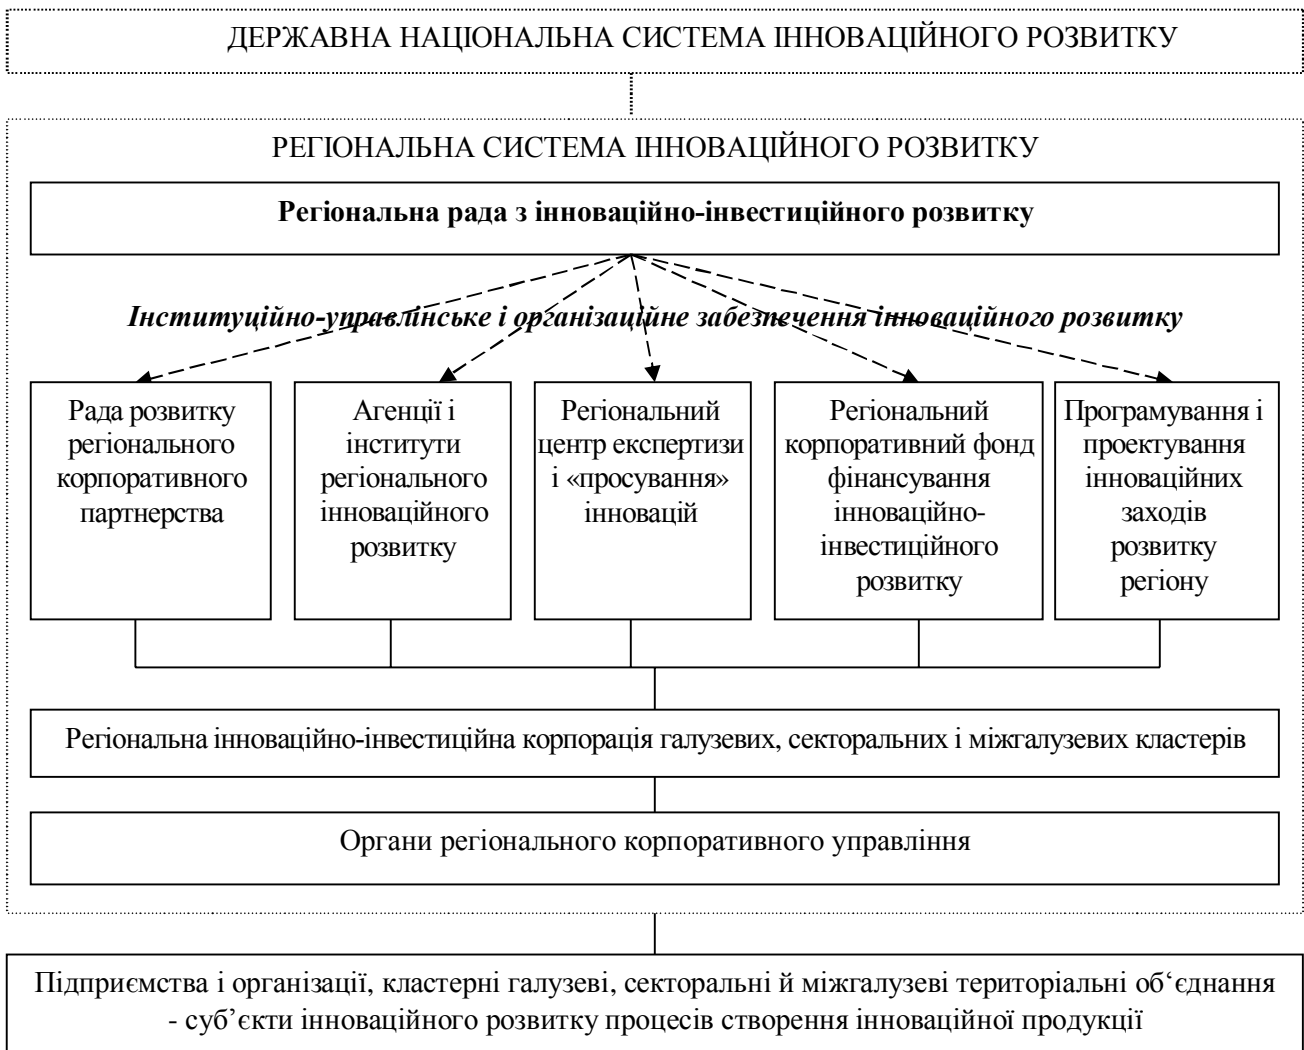 ДЕРЖАВНА НАЦІОНАЛЬНА СИСТЕМА ІННОВАЦІЙНОГО РОЗВИТКУ
РЕГІОНАЛЬНА СИСТЕМА ІННОВАЦІЙНОГО РОЗВИТКУ
Регіональна рада з інноваційно-інвестиційного розвитку
Інституційно-управлінське і організаційне забезпечення інноваційного розвитку
Рада розвитку
регіонального
корпоративного
партнерства
Агенції і
інститути
регіонального
інноваційного
розвитку
Регіональний
центр експертизи
і «просування»
інновацій
Регіональний
корпоративний фонд
фінансування
інноваційно-
інвестиційного
розвитку
Програмування і
проектування
інноваційних
заходів
розвитку
регіону
Регіональна інноваційно-інвестиційна корпорація галузевих, секторальних і міжгалузевих кластерів
Органи регіонального корпоративного управління
Підприємства і організації, кластерні галузеві, секторальні й міжгалузеві територіальні об‘єднання
- суб’єкти інноваційного розвитку процесів створення інноваційної продукції